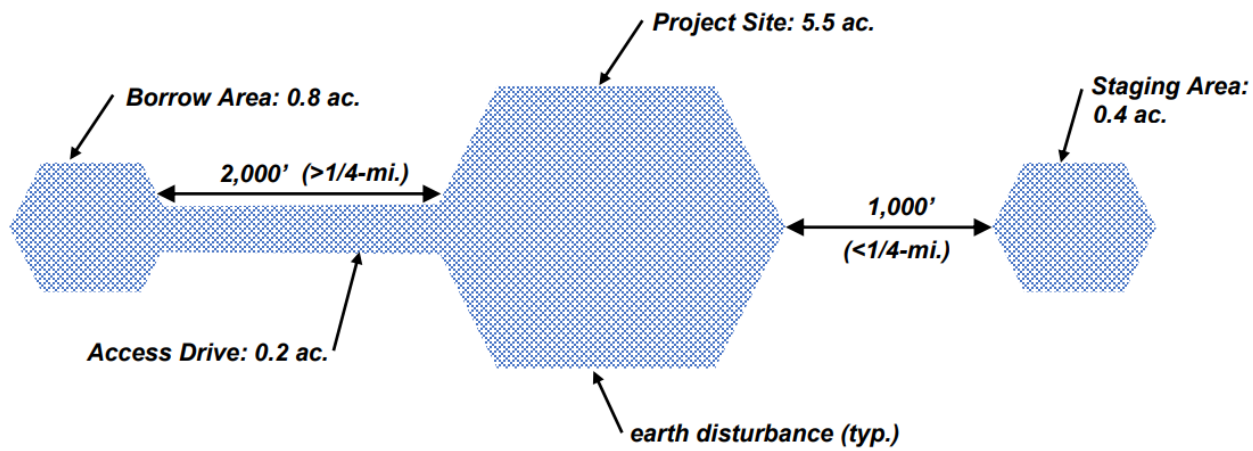 Project Site: 5.5 ac.
Borrow Area: 0.8 ac.
Staging Area:
0.4 ac.
2,000’ (>1/4-mi.)
1,000’
(<1/4-mi.)
Access Drive: 0.2 ac.
earth disturbance (typ.)